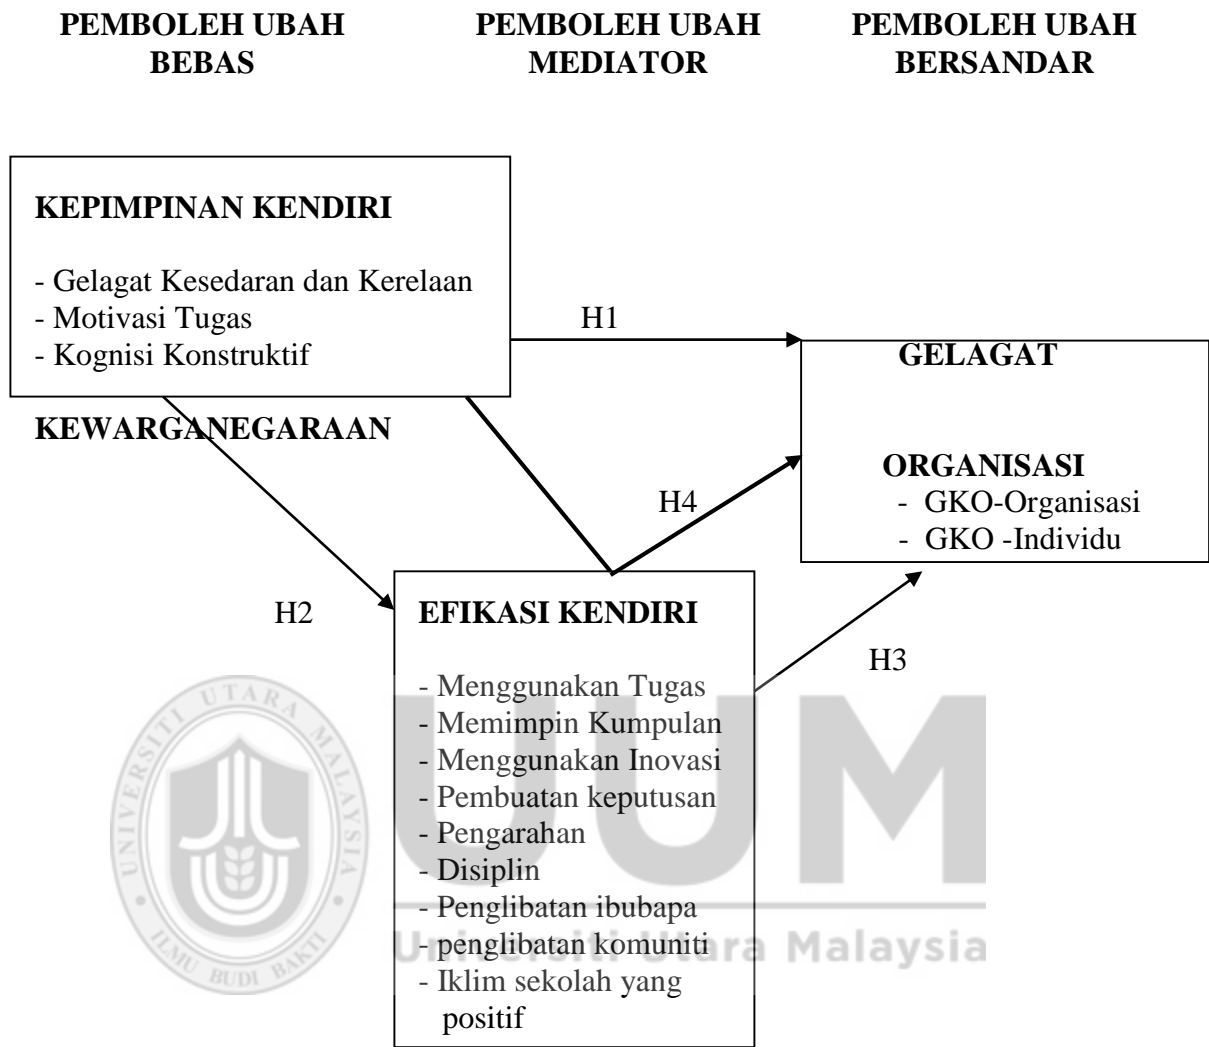 PEMBOLEH UBAH BEBAS
PEMBOLEH UBAH MEDIATOR
PEMBOLEH UBAH BERSANDAR
KEPIMPINAN KENDIRI
- Gelagat Kesedaran dan Kerelaan
- Motivasi Tugas
- Kognisi Konstruktif
H1
GELAGAT
KEWARGANEGARAAN
ORGANISASI
- GKO-Organisasi
- GKO -Individu
H4
H2
H3
EFIKASI KENDIRI
- Menggunakan Tugas
- Memimpin Kumpulan
- Menggunakan Inovasi
- Pembuatan keputusan
- Pengarahan
- Disiplin
- Penglibatan ibubapa
- penglibatan komuniti
- Iklim sekolah yang
positif
UNIVERSITI UTARA MALAYSIA
ILMU BUDI BAKTI
UUM
Universiti Utara Malaysia